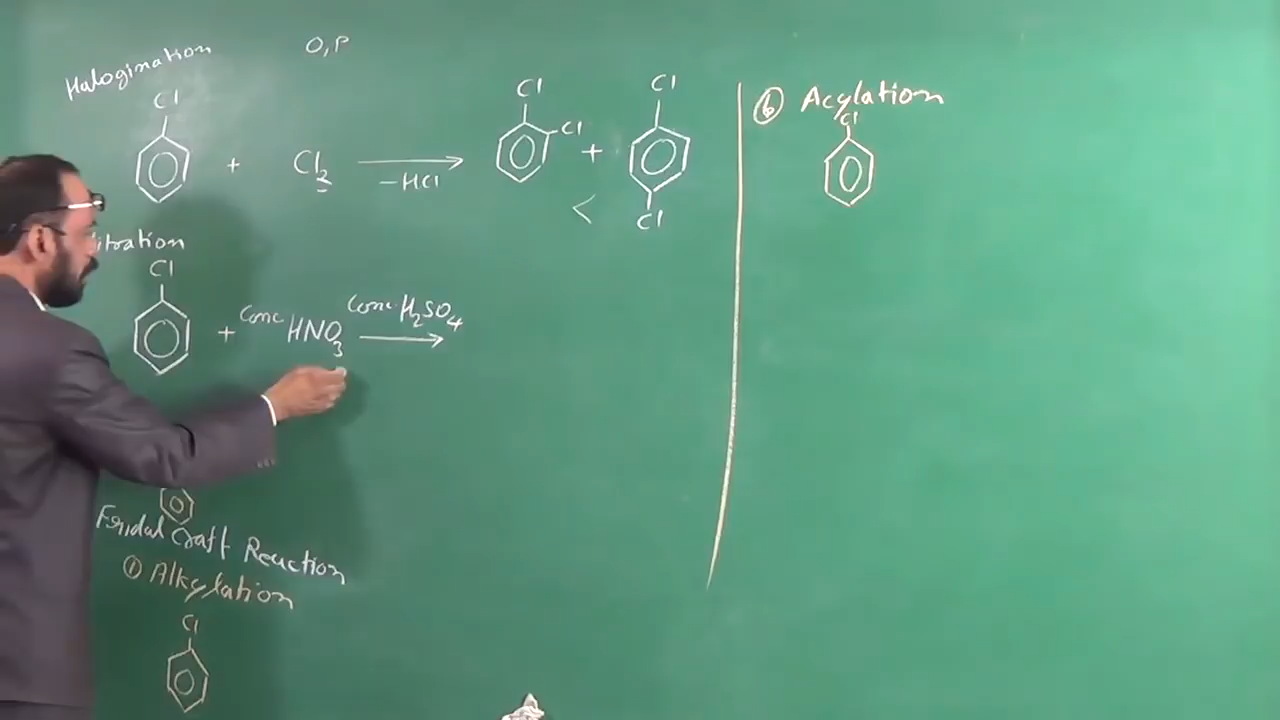 Halogination
O, P
Cl
+ Cl2 —HCl
Cl
Cl
+
Cl
Cl
<
itration
Cl
+ Conc HNO3 Conc. H2SO4
Fridal Craft Reaction
① Alkylation
Cl
⑥ Acylation
Cl